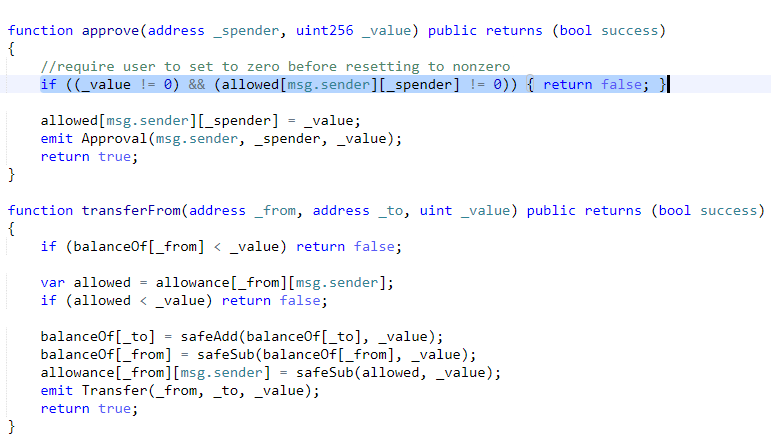 function approve(address _spender, uint256 _value) public returns (bool success)
{
//require user to set to zero before resetting to nonzero
if ((_value != 0) && (allowed[msg.sender][_spender] != 0)) { return false; }
allowed[msg.sender][_spender] = _value;
emit Approval(msg.sender, _spender, _value);
return true;
}
function transferFrom(address _from, address _to, uint _value) public returns (bool success)
{
if (balanceOf[_from] < _value) return false;
var allowed = allowance[_from][msg.sender];
if (allowed < _value) return false;
balanceOf[_to] = safeAdd(balanceOf[_to], _value);
balanceOf[_from] = safeSub(balanceOf[_from], _value);
allowance[_from][msg.sender] = safeSub(allowed, _value);
emit Transfer(_from, _to, _value);
return true;
}